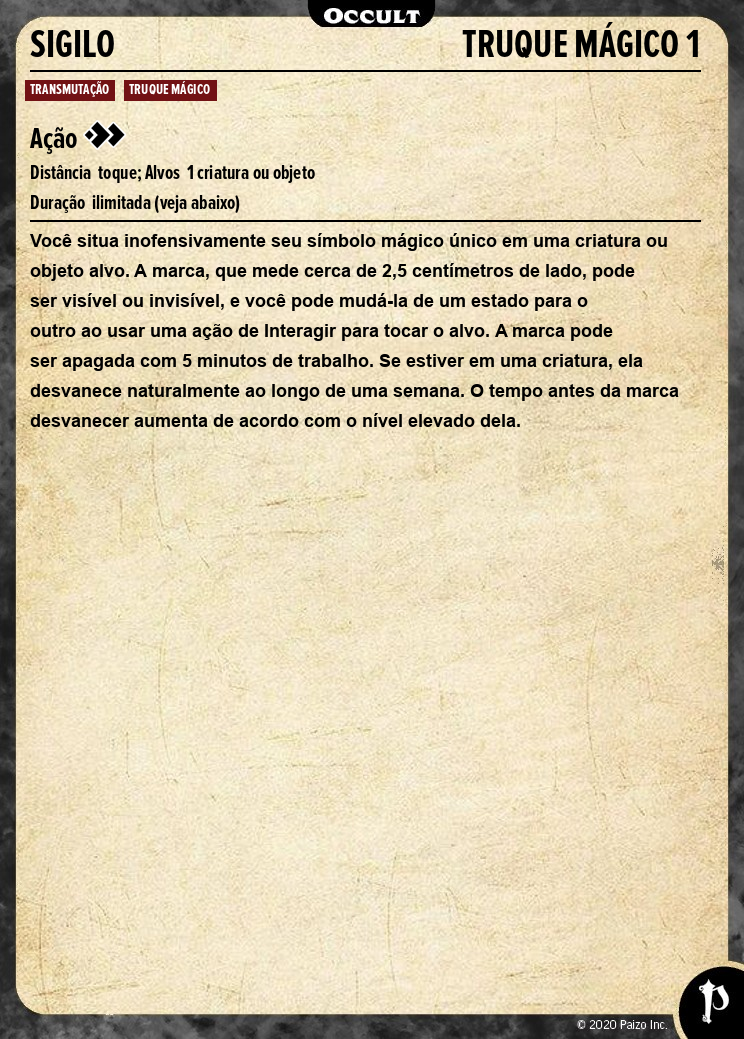 OCCULT
SIGILO TRUQUE MÁGICO 1
TRANSMUTAÇÃO TRUQUE MÁGICO
Ação
Distância toque; Alvos 1 criatura ou objeto
Duração ilimitada (veja abaixo)
Você situa inofensivamente seu símbolo mágico único em uma criatura ou
objeto alvo. A marca, que mede cerca de 2,5 centímetros de lado, pode
ser visível ou invisível, e você pode mudá-la de um estado para o
outro ao usar uma ação de Interagir para tocar o alvo. A marca pode
ser apagada com 5 minutos de trabalho. Se estiver em uma criatura, ela
desvanece naturalmente ao longo de uma semana. O tempo antes da marca
desvanecer aumenta de acordo com o nível elevado dela.
© 2020 Paizo Inc.
P